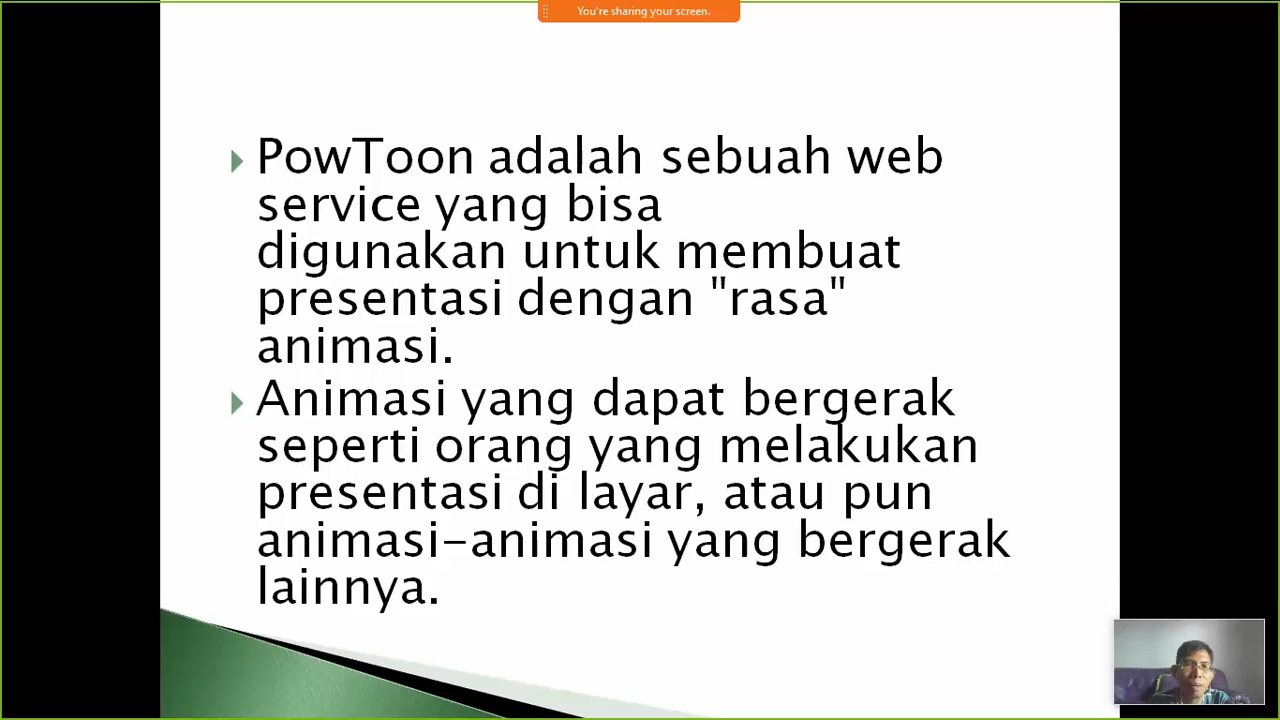 You're sharing your screen.
PowToon adalah sebuah web
service yang bisa
digunakan untuk membuat
presentasi dengan "rasa"
animasi.
Animasi yang dapat bergerak
seperti orang yang melakukan
presentasi di layar, atau pun
animasi-animasi yang bergerak
lainnya.